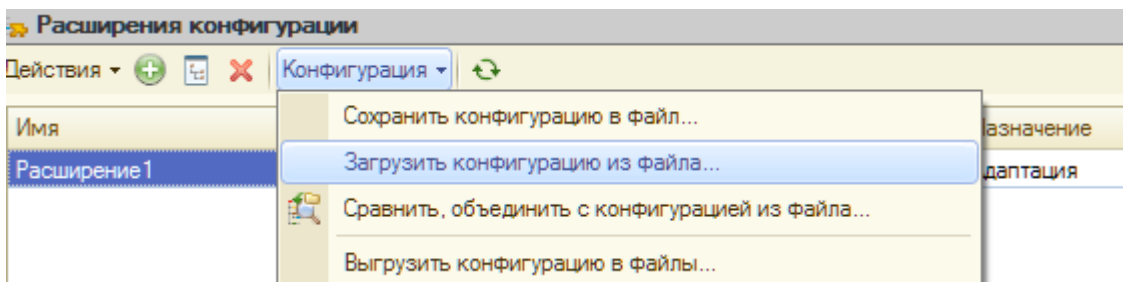 Расширения конфигурации
Действия Конфигурация
Имя
Назначение
Расширение1
Адаптация
Сохранить конфигурацию в файл...
Загрузить конфигурацию из файла...
Сравнить, объединить с конфигурацией из файла...
Выгрузить конфигурацию в файлы...